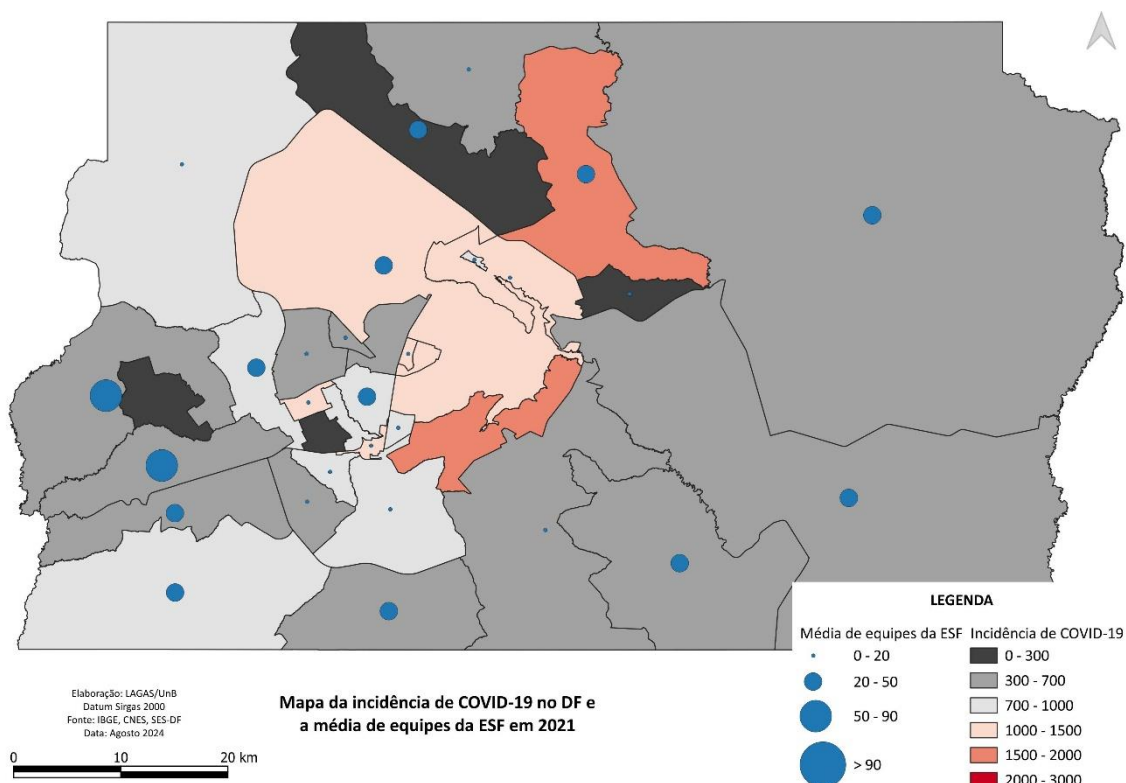 LEGENDA
Média de equipes da ESF
0 - 20
20 - 50
50 - 90
> 90
Incidência de COVID-19
0 - 300
300 - 700
700 - 1000
1000 - 1500
1500 - 2000
2000 - 3000
Elaboração: LAGAS/UnB
Datum Sirgas 2000
Fonte: IBGE, CNES, SES-DF
Data: Agosto 2024
Mapa da incidência de COVID-19 no DF e
a média de equipes da ESF em 2021
0 10 20 km